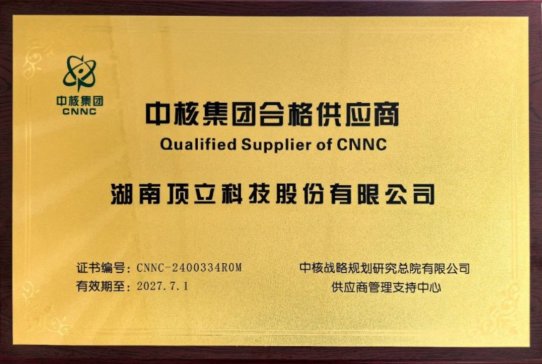 中核集团
CNNC
中核集团合格供应商
Qualified Supplier of CNNC
湖南顶立科技股份有限公司
证书编号：CNNC-2400334R0M
有效期至：2027.7.1
中核战略规划研究总院有限公司
供应商管理支持中心